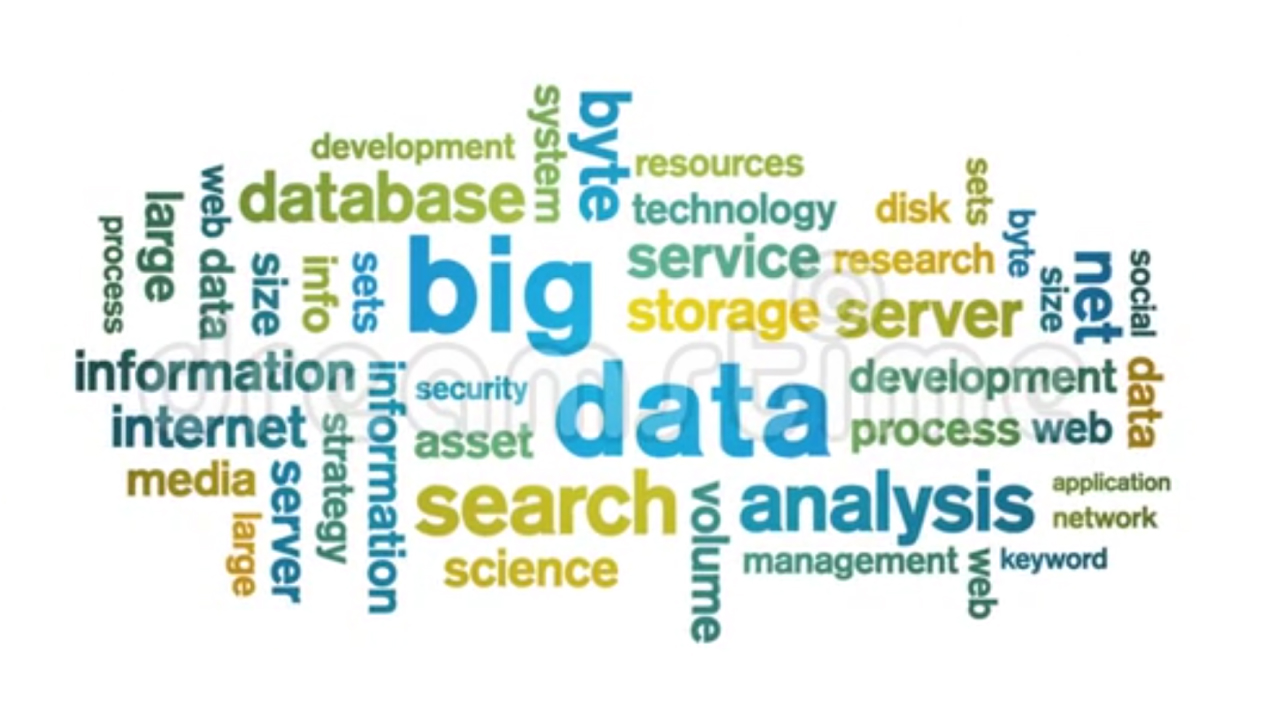 system
byte
development
resources
sets
web data
database
technology
disk
large
process
byte
size
info
sets
big
service
research
size
net
social
storage
server
information
information
security
data
development
data
internet
strategy
asset
process
web
media
server
search
volume
analysis
application
large
network
science
management
web
keyword
dreamstime